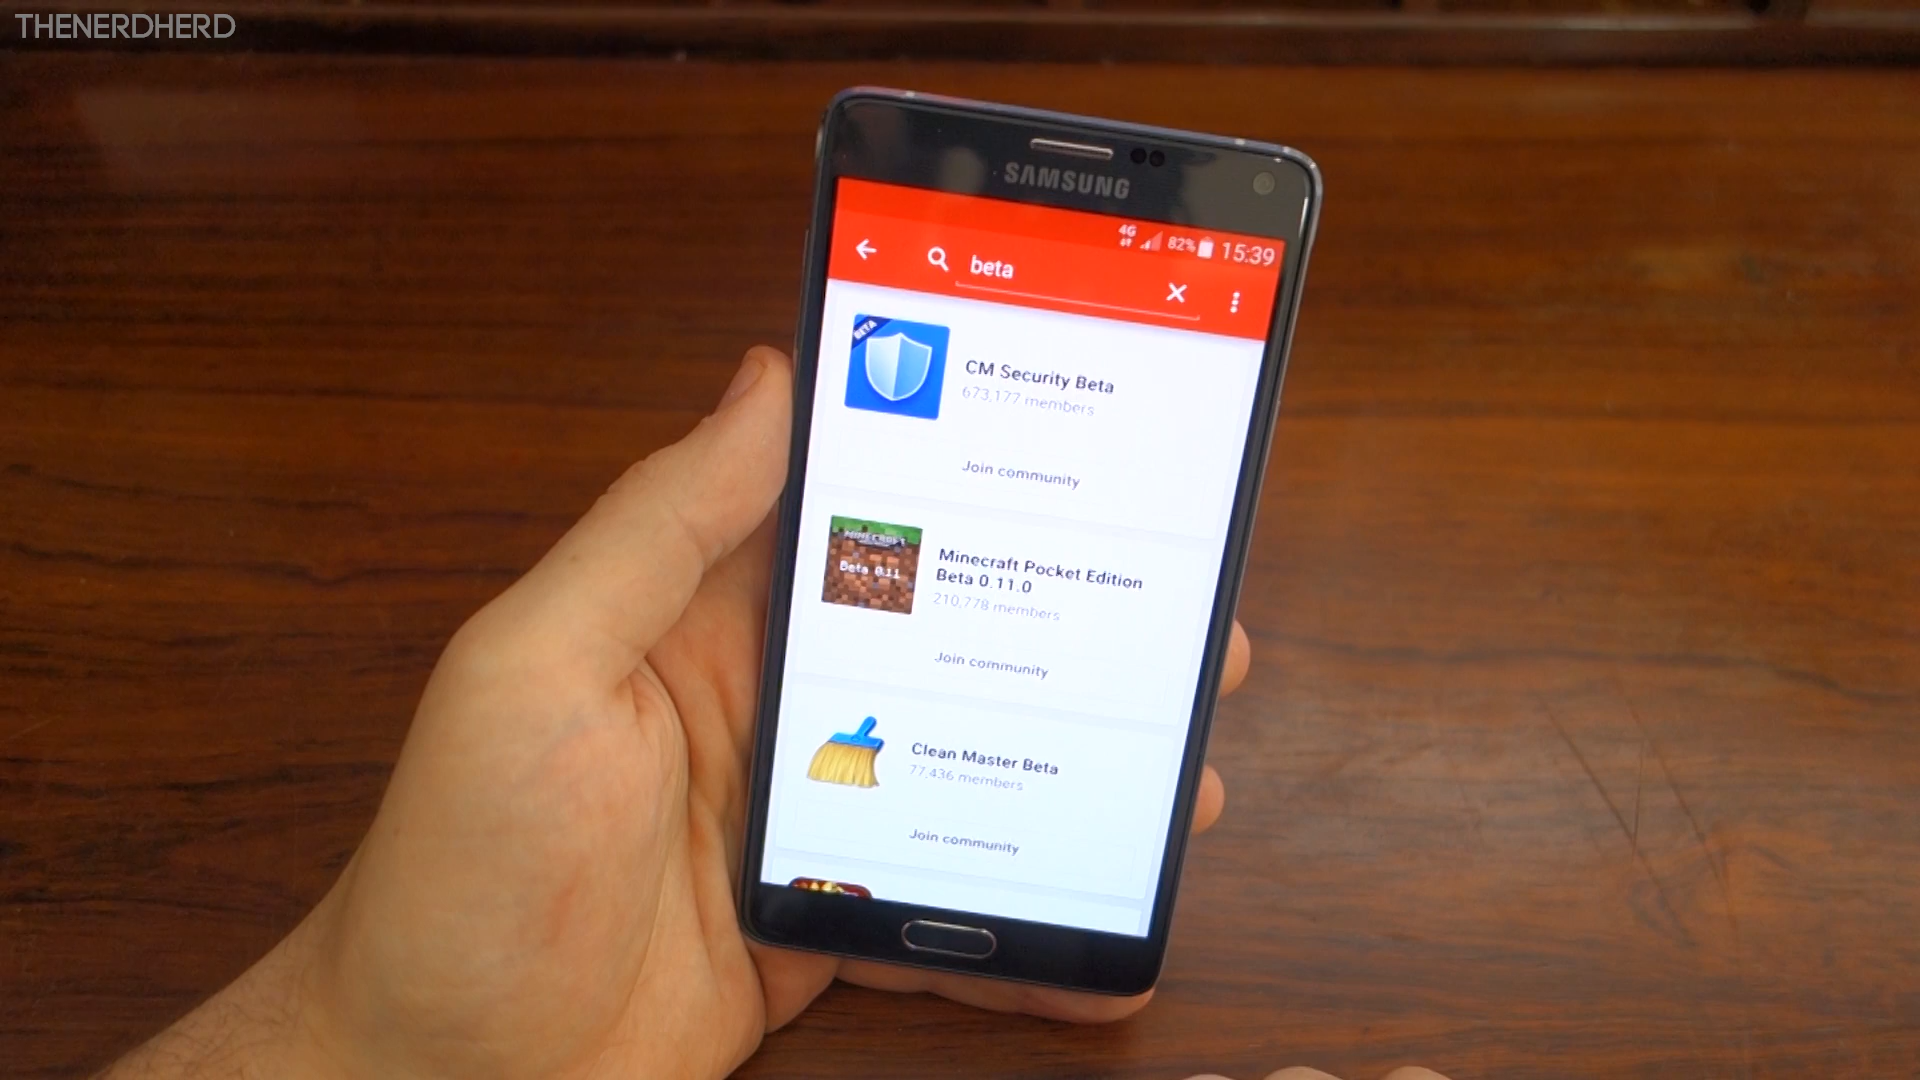 THENERDHERD
SAMSUNG
4G 82% 15:39
beta
BETA
CM Security Beta
673,177 members
Join community
MINECRAFT
Beta 0.11
Minecraft Pocket Edition
Beta 0.11.0
210,778 members
Join community
Clean Master Beta
77,436 members
Join community